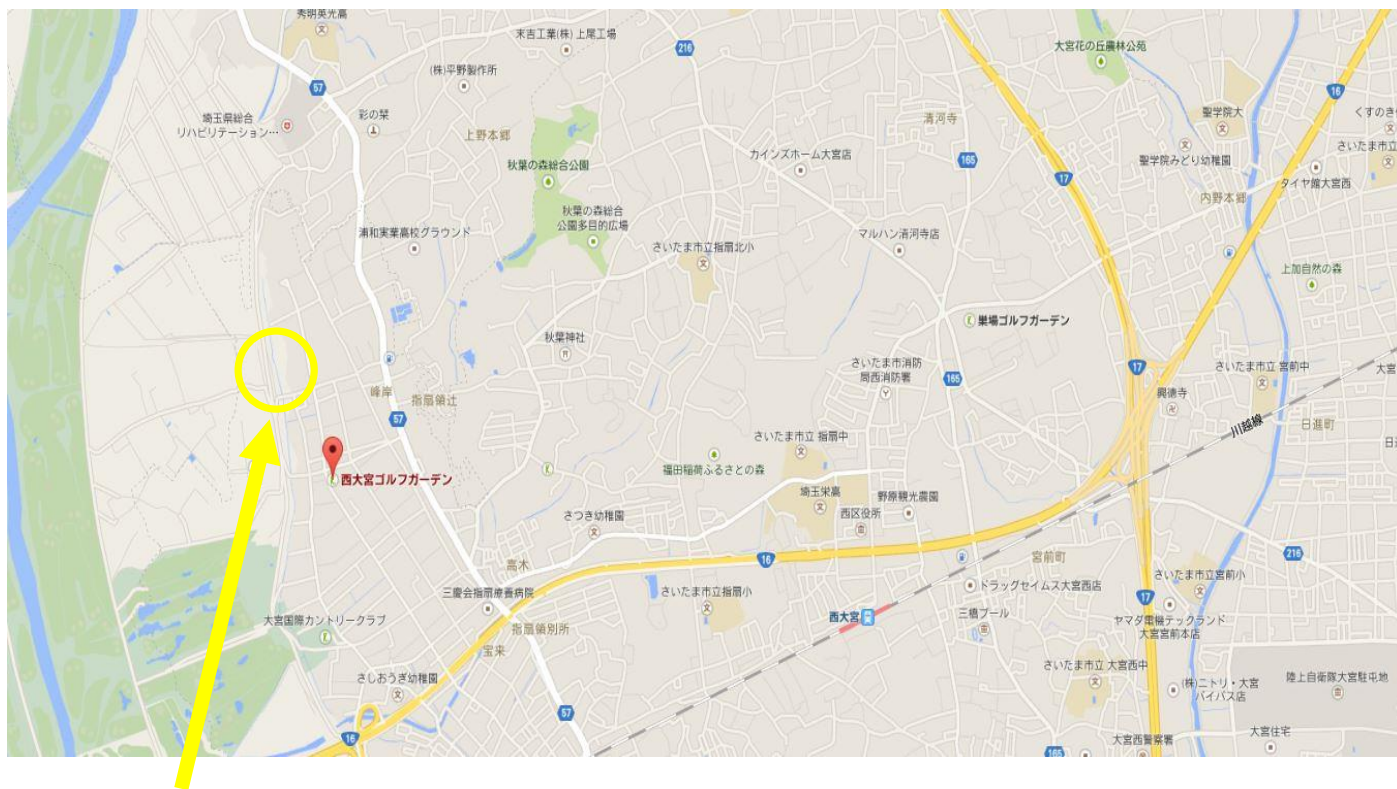 秀明英光高
末吉工業(株) 上尾工場
216
大宮花の丘農林公苑
(株)平野製作所
57
16
埼玉県総合
リハビリテーション…
彩の栞
上野本郷
清河寺
聖学院大
くすのき
カインズホーム大宮店
165
聖学院みどり幼稚園
さいたま市立
秋葉の森総合公園
17
タイヤ館大宮西
内野本郷
秋葉の森総合
公園多目的広場
浦和実業高校グラウンド
さいたま市立指扇北小
マルハン清河寺店
上加自然の森
巣場ゴルフガーデン
秋葉神社
さいたま市消防
局西消防署
17
さいたま市立 宮前中
大宮
165
峰岸
指扇領辻
57
興徳寺
川越線
日進町
日進
さいたま市立 指扇中
福田稲荷ふるさとの森
西大宮ゴルフガーデン
埼玉栄高
野原観光農園
西区役所
さつき幼稚園
高木
16
宮前町
216
三慶会指扇療養病院
さいたま市立指扇小
ドラッグセイムス大宮西店
さいたま市立宮前小
17
大宮国際カントリークラブ
指扇領別所
西大宮
三橋プール
ヤマダ電機テックランド
大宮宮前本店
宝来
さしおうぎ幼稚園
さいたま市立 大宮西中
(株)ニトリ・大宮
バイパス店
陸上自衛隊大宮駐屯地
57
16
165
大宮西警察署
大宮住宅